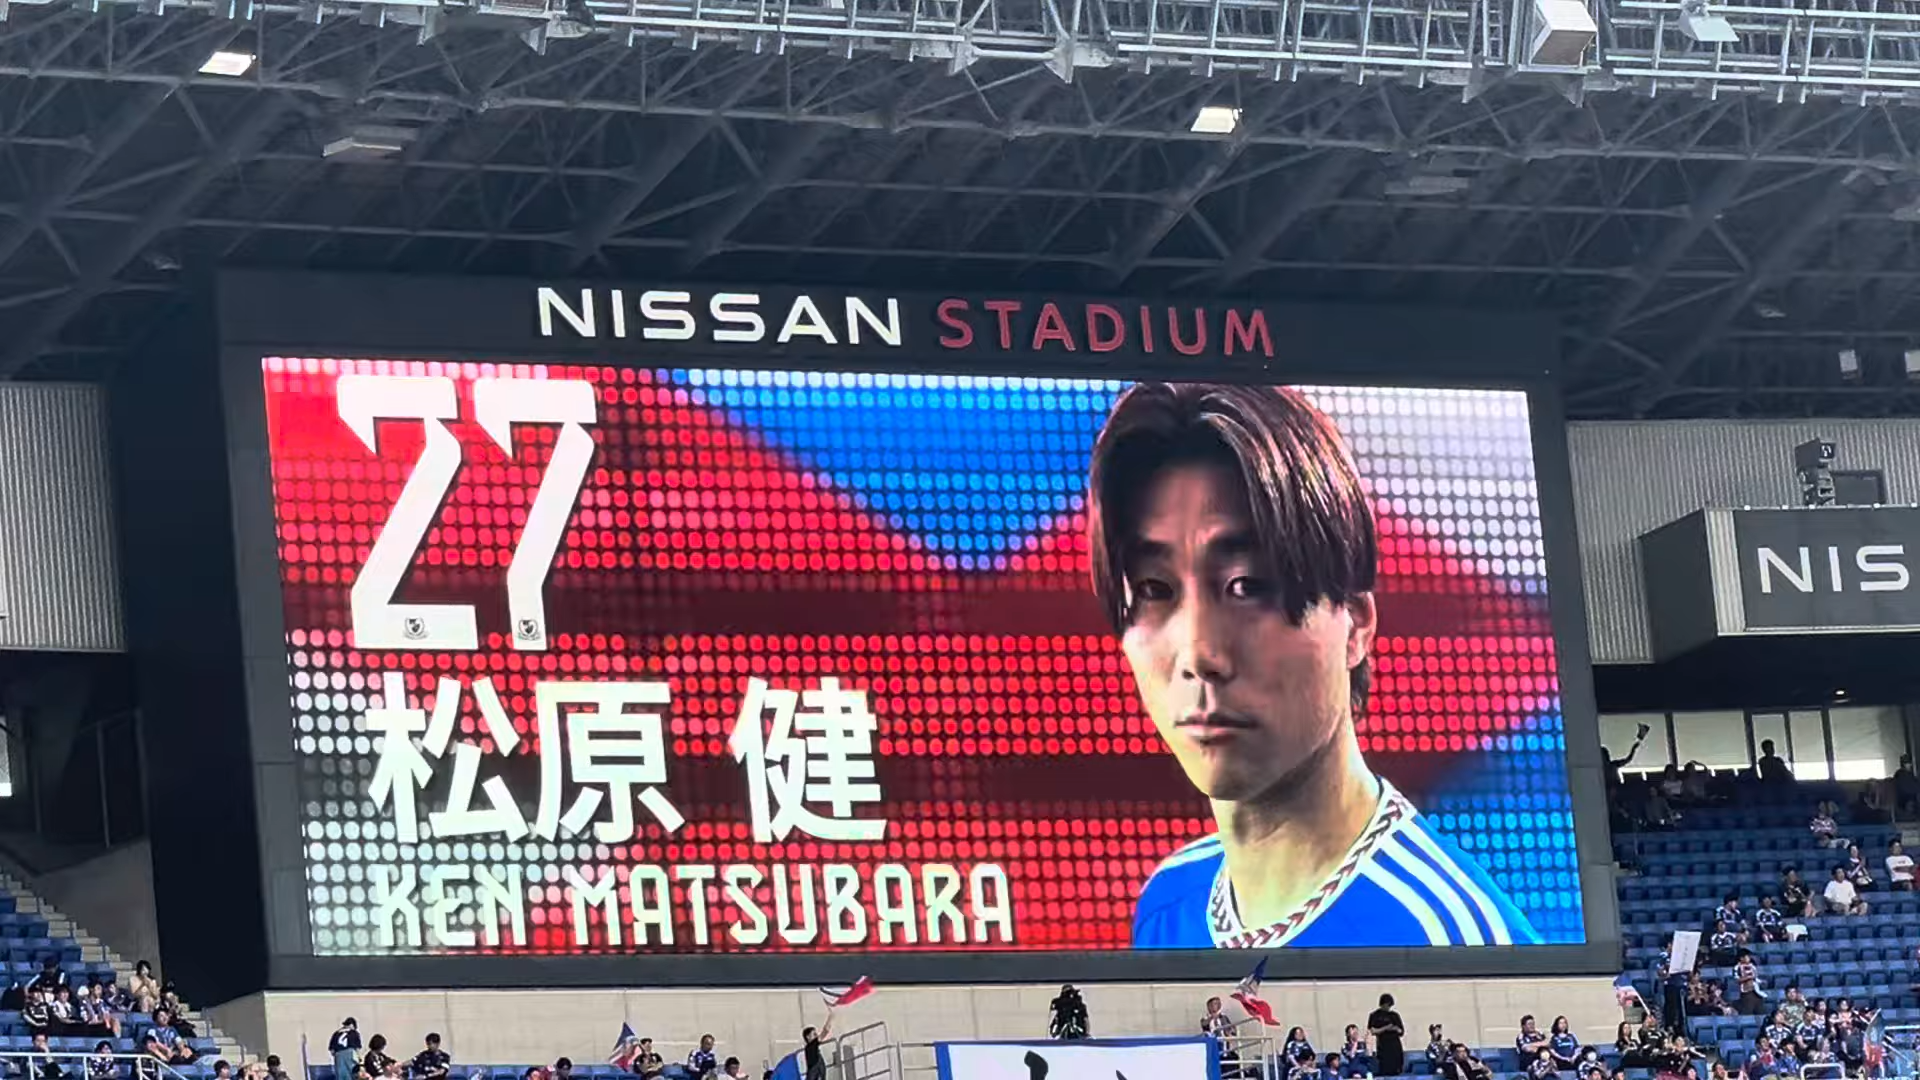 NISSAN STADIUM
27
松原 健
KEN MATSUBARA
NIS